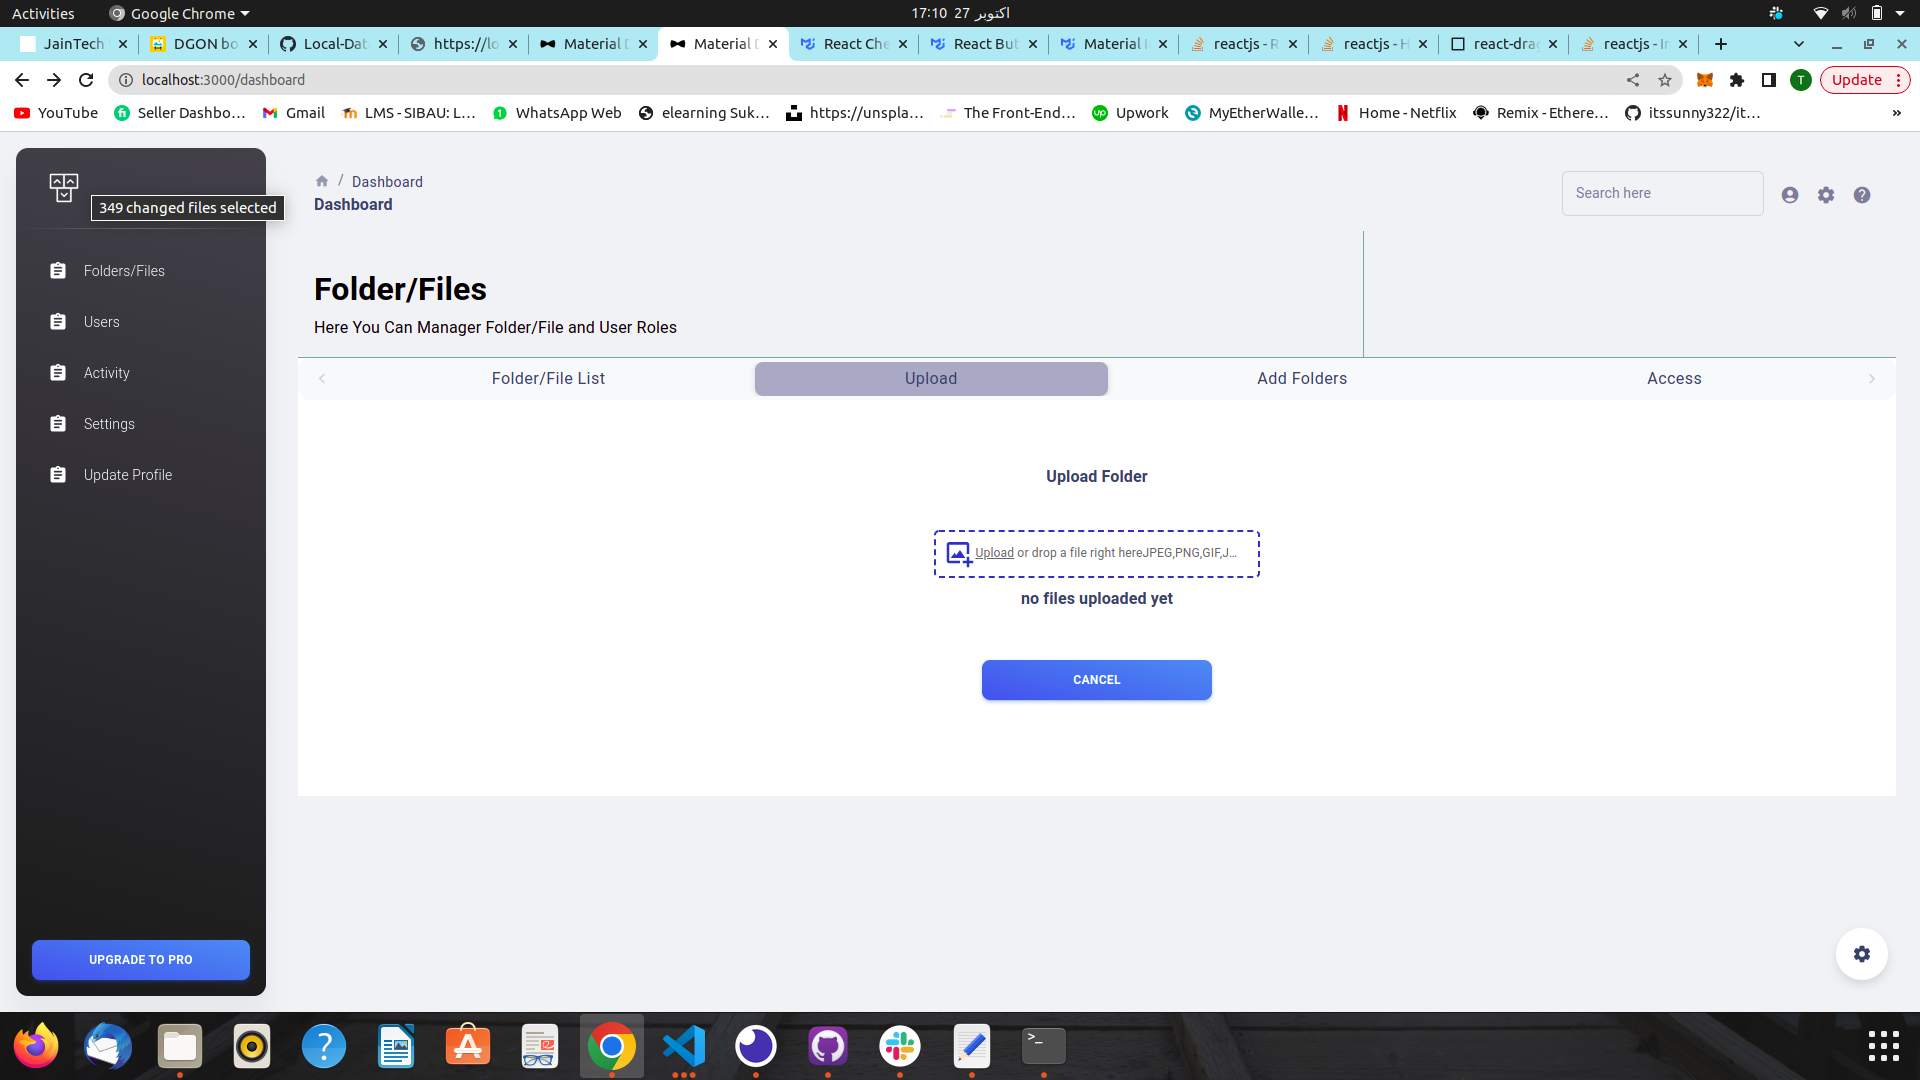 Activities
Google Chrome
17:10 27 اکتوبر
JainTech
DGON bo
Local-Dat
https://lo
Material D
Material D
React Che
React But
Material I
reactjs - R
reactjs - H
react-drag
reactjs - In
localhost:3000/dashboard
T
Update
YouTube
Seller Dashbo...
Gmail
LMS - SIBAU: L...
WhatsApp Web
elearning Suk...
https://unspla...
The Front-End...
Upwork
MyEtherWalle...
Home - Netflix
Remix - Ethere...
itssunny322/it...
»
349 changed files selected
Folders/Files
Users
Activity
Settings
Update Profile
UPGRADE TO PRO
/ Dashboard
Dashboard
Search here
Folder/Files
Here You Can Manager Folder/File and User Roles
Folder/File List
Upload
Add Folders
Access
Upload Folder
Upload or drop a file right hereJPEG,PNG,GIF,J...
no files uploaded yet
CANCEL